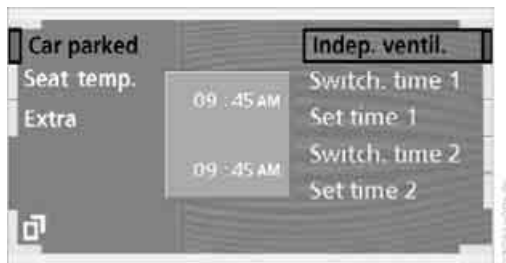 Car parked
Seat temp.
Extra
09 : 45 AM
09 : 45 AM
Indep. ventil.
Switch. time 1
Set time 1
Switch. time 2
Set time 2